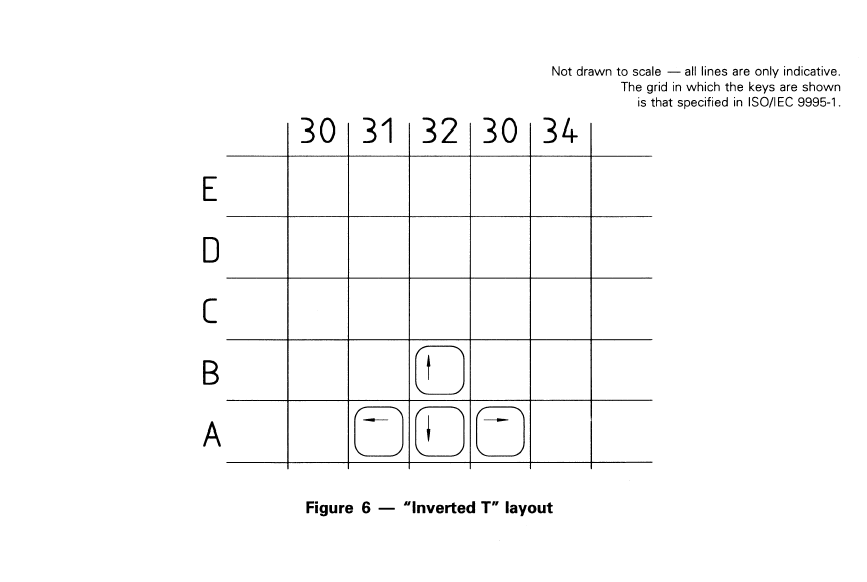 Not drawn to scale — all lines are only indicative.
The grid in which the keys are shown
is that specified in ISO/IEC 9995-1.
30 31 32 30 34
E
D
C
B
↑
A
← ↓ →
Figure 6 — “Inverted T” layout